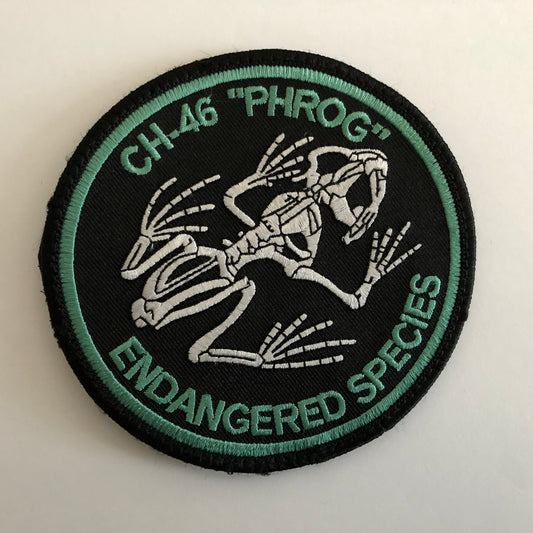 CH-46 "PHROG"
ENDANGERED SPECIES